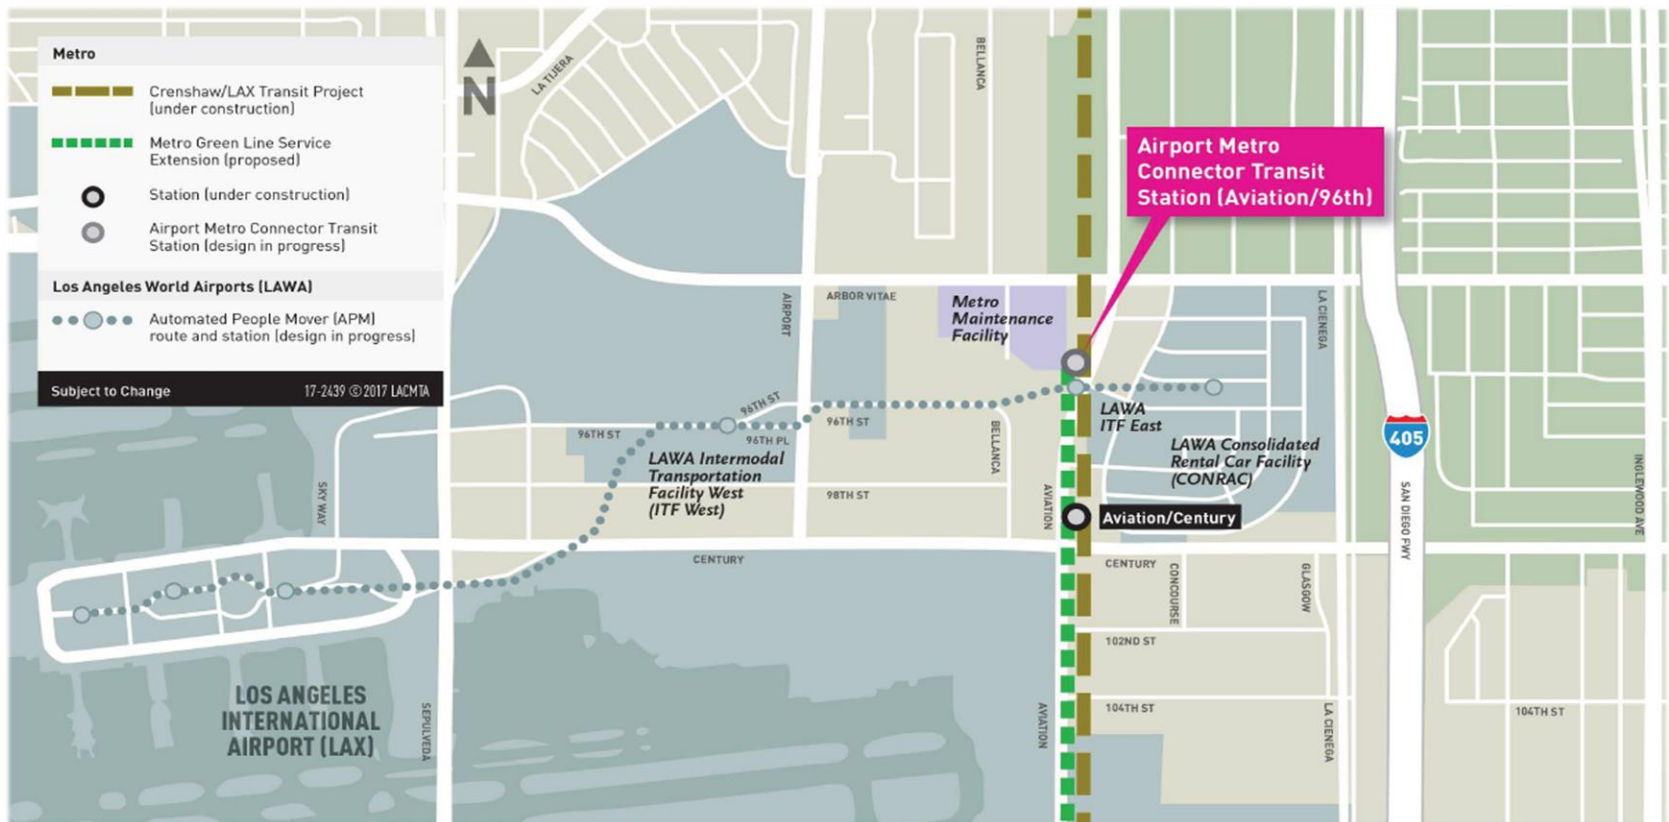 Metro
Crenshaw/LAX Transit Project
(under construction)
Metro Green Line Service
Extension (proposed)
Station (under construction)
Airport Metro Connector Transit
Station (design in progress)
Los Angeles World Airports (LAWA)
Automated People Mover (APM)
route and station (design in progress)
Subject to Change
17-2439 © 2017 LACMTA
N
LA TIJERA
BELLANCA
Airport Metro
Connector Transit
Station (Aviation/96th)
AIRPORT
ARBOR VITAE
Metro
Maintenance
Facility
LA CIENEGA
96TH ST
96TH ST
96TH PL
96TH ST
LAWA
ITF East
405
LAWA Intermodal
Transportation
Facility West
(ITF West)
BELLANCA
LAWA Consolidated
Rental Car Facility
(CONRAC)
SKY WAY
98TH ST
AVIATION
Aviation/Century
SAN DIEGO FWY
INGLEWOOD AVE
CENTURY
CENTURY
CONCOURSE
GLASGOW
102ND ST
LOS ANGELES
INTERNATIONAL
AIRPORT (LAX)
SEPULVEDA
AVIATION
104TH ST
LA CIENEGA
104TH ST